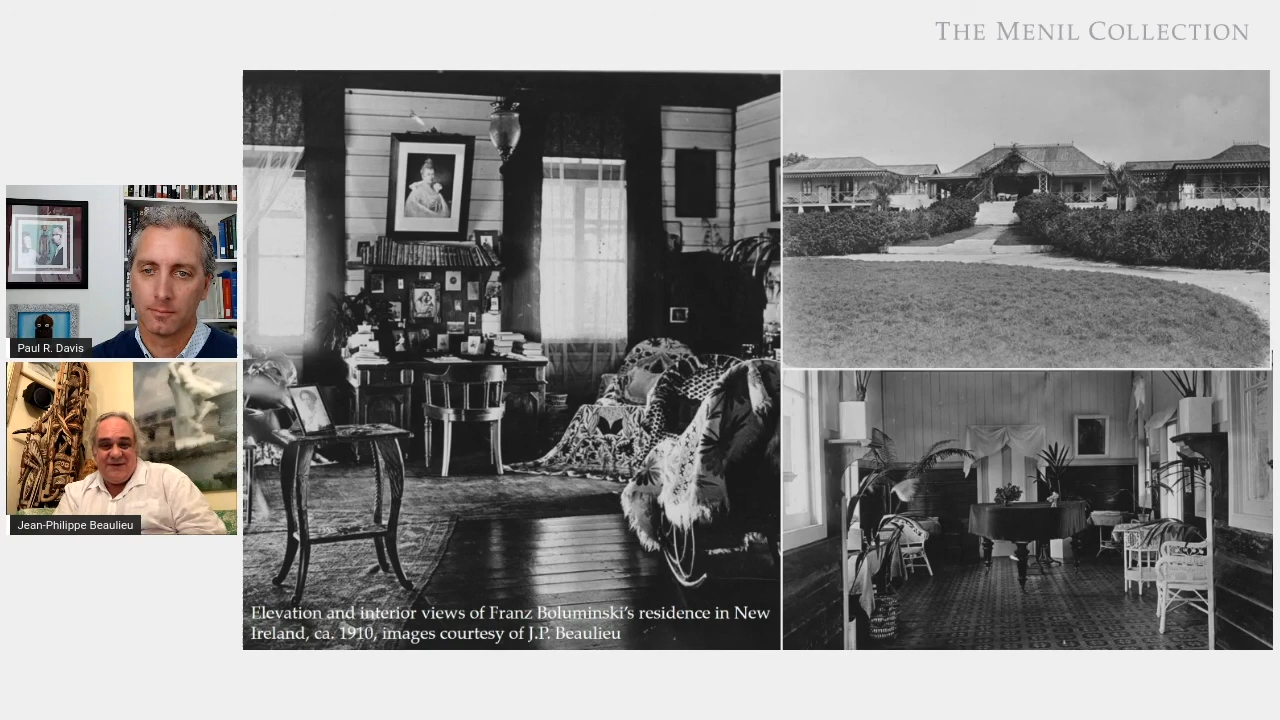 THE MENIL COLLECTION
Paul R. Davis
Jean-Philippe Beaulieu
Elevation and interior views of Franz Boluminski's residence in New
Ireland, ca. 1910, images courtesy of J.P. Beaulieu